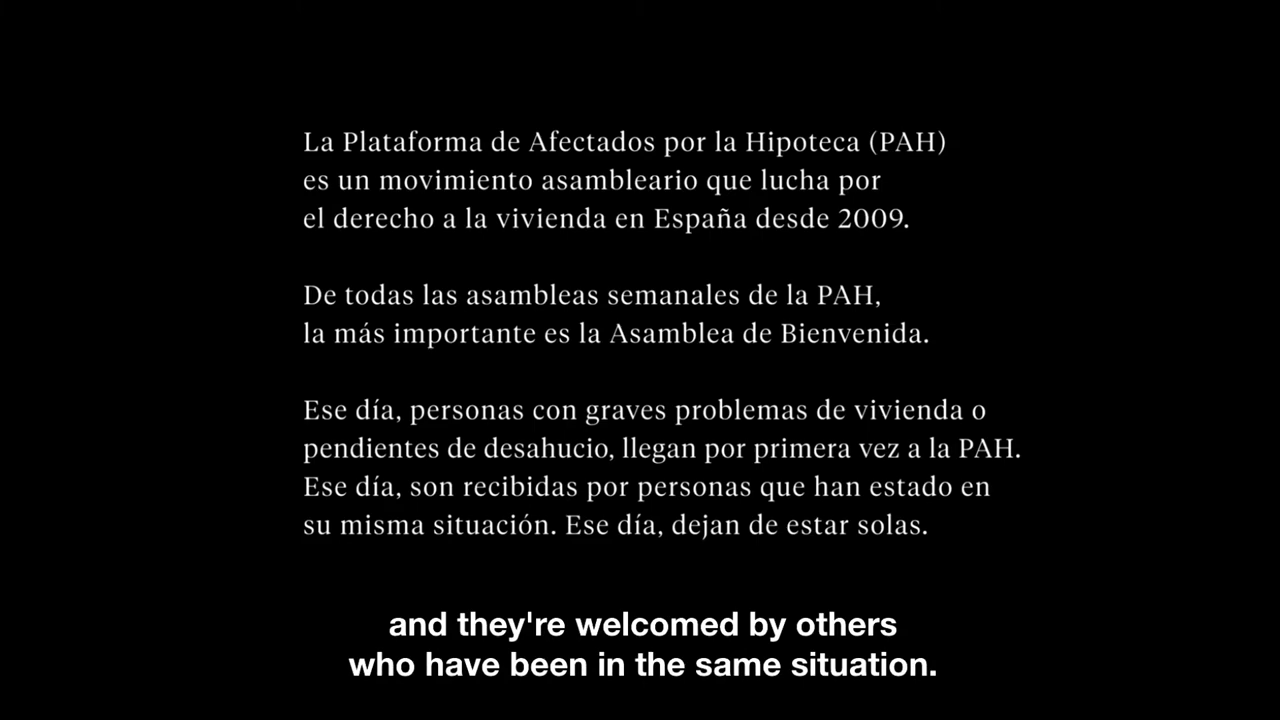 La Plataforma de Afectados por la Hipoteca (PAH)
es un movimiento asambleario que lucha por
el derecho a la vivienda en España desde 2009.
De todas las asambleas semanales de la PAH,
la más importante es la Asamblea de Bienvenida.
Ese día, personas con graves problemas de vivienda o
pendientes de desahucio, llegan por primera vez a la PAH.
Ese día, son recibidas por personas que han estado en
su misma situación. Ese día, dejan de estar solas.
and they're welcomed by others
who have been in the same situation.